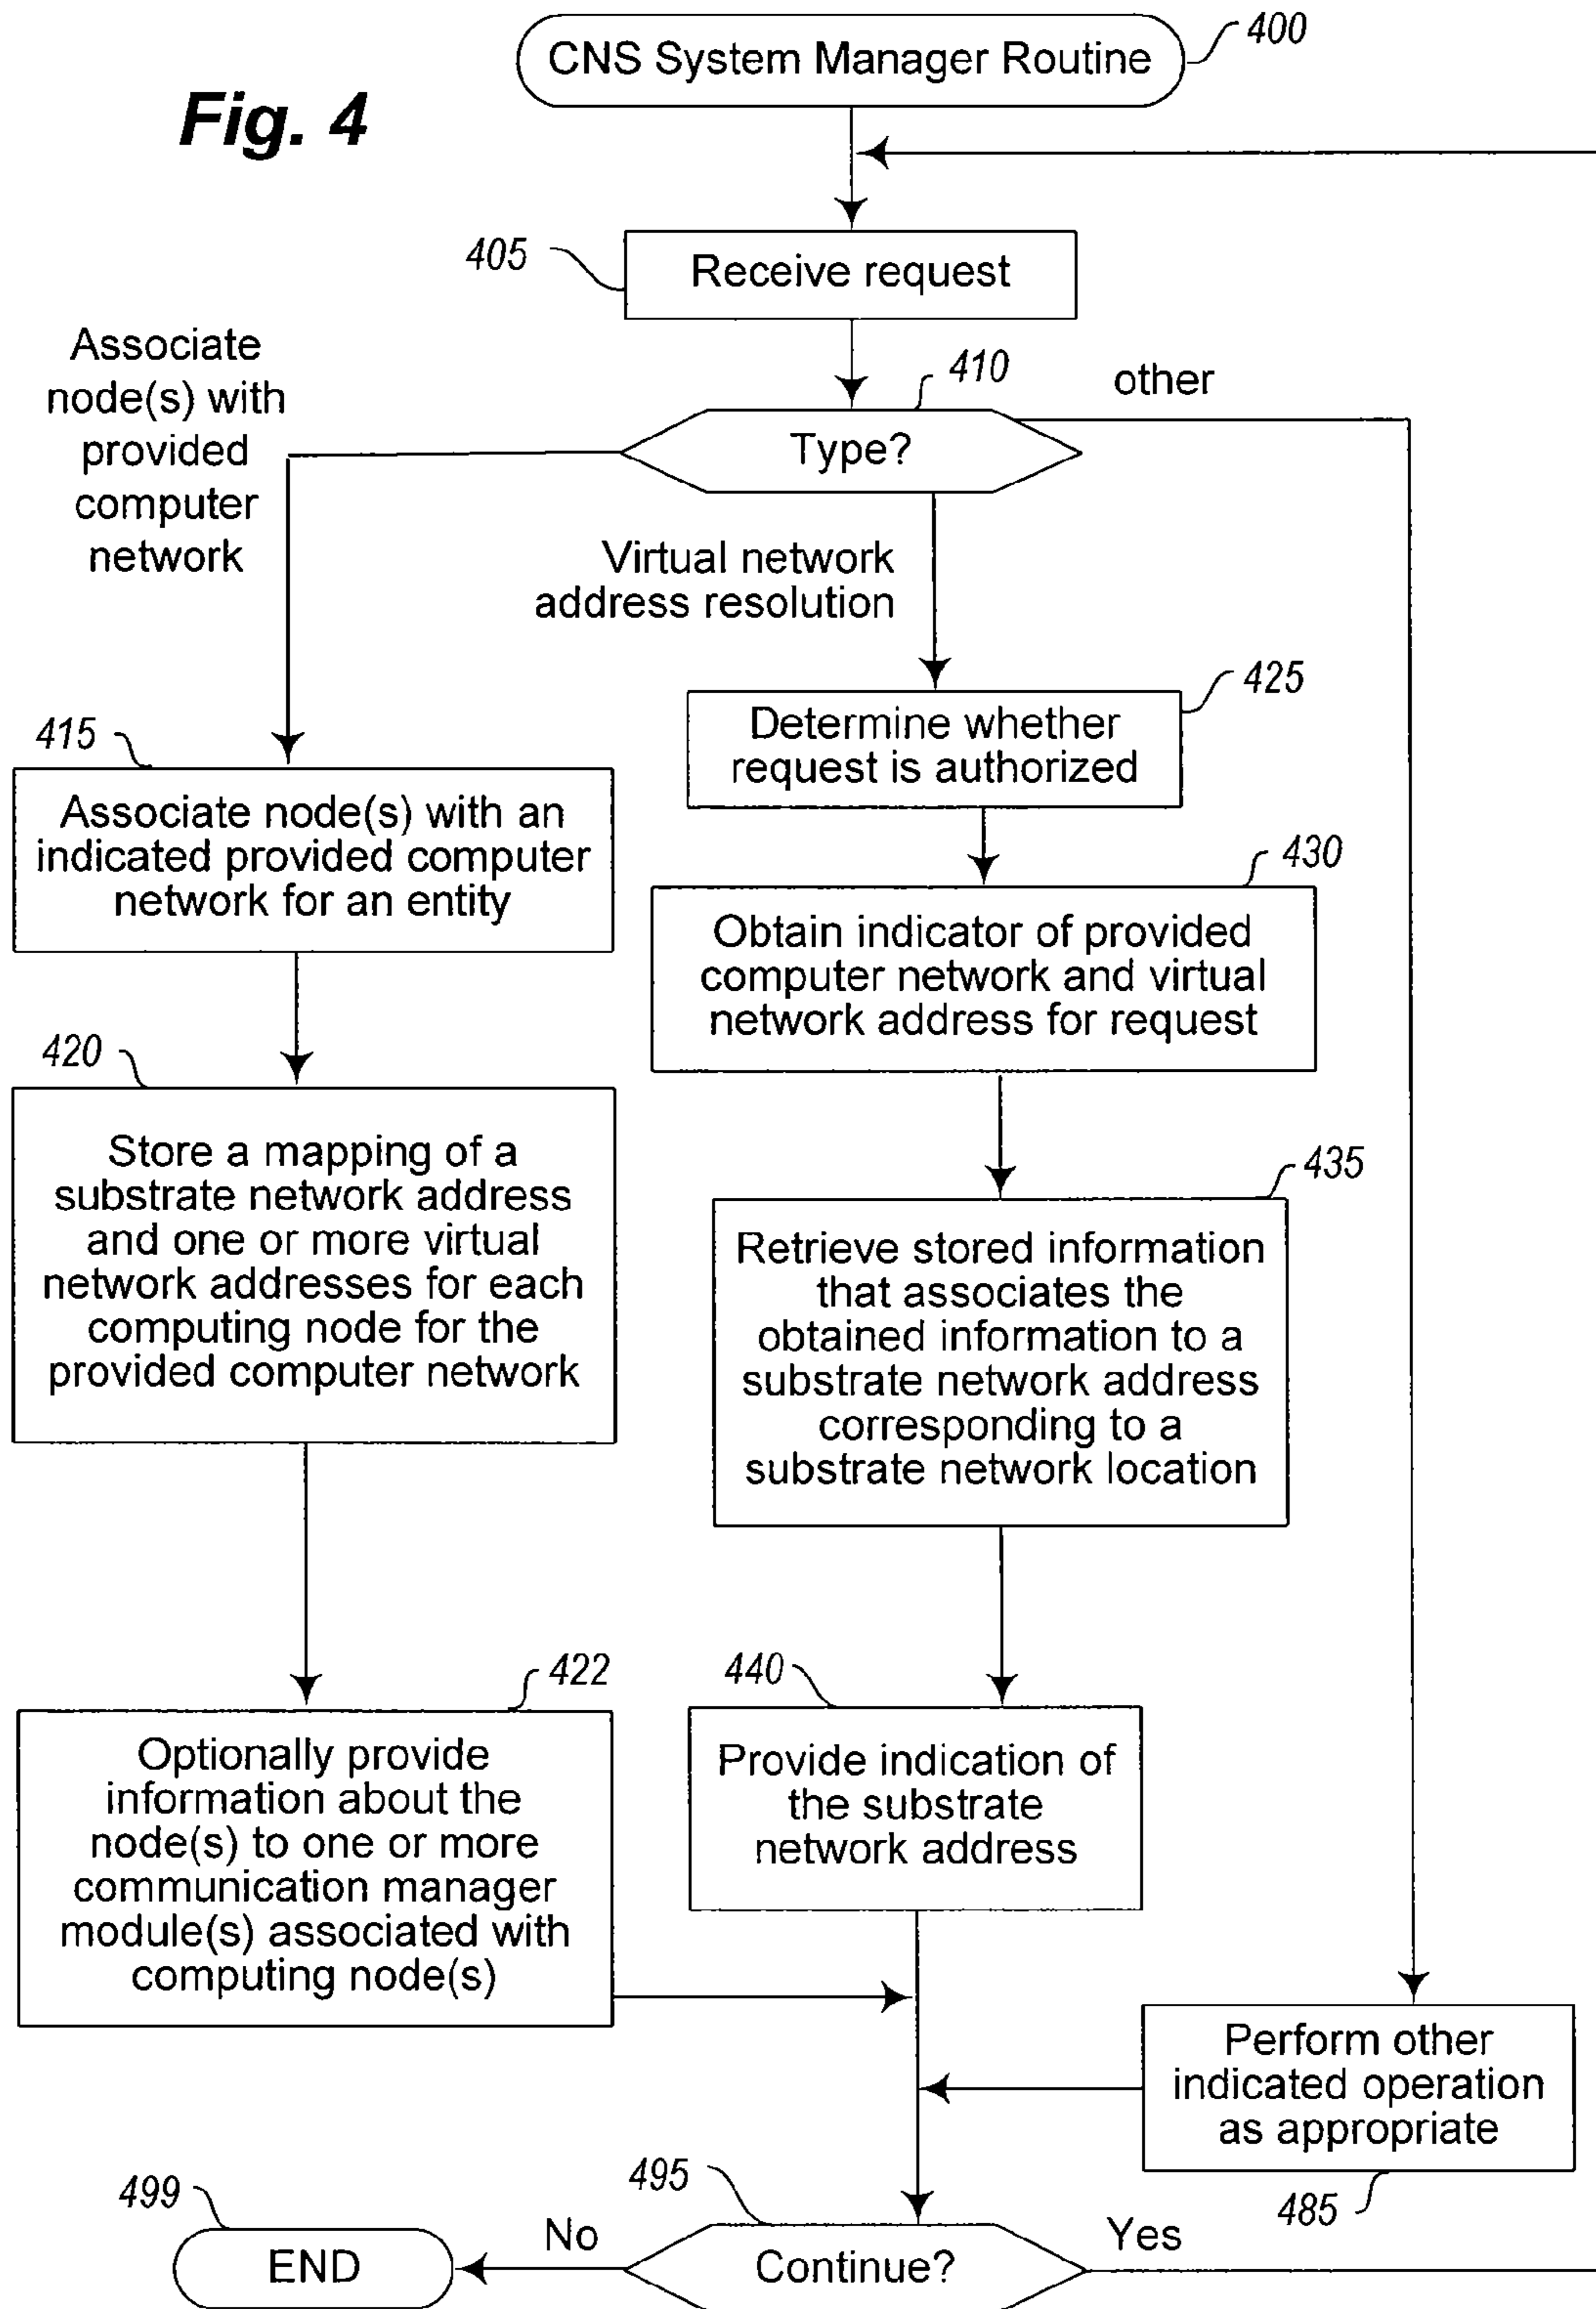 Fig. 4
CNS System Manager Routine
400
405
Receive request
Associate
node(s) with
provided
computer
network
410
Type?
other
Virtual network
address resolution
415
Associate node(s) with an
indicated provided computer
network for an entity
425
Determine whether
request is authorized
430
Obtain indicator of provided
computer network and virtual
network address for request
420
Store a mapping of a
substrate network address
and one or more virtual
network addresses for each
computing node for the
provided computer network
435
Retrieve stored information
that associates the
obtained information to a
substrate network address
corresponding to a
substrate network location
422
Optionally provide
information about the
node(s) to one or more
communication manager
module(s) associated with
computing node(s)
440
Provide indication of
the substrate
network address
Perform other
indicated operation
as appropriate
485
495
Continue?
Yes
No
499
END